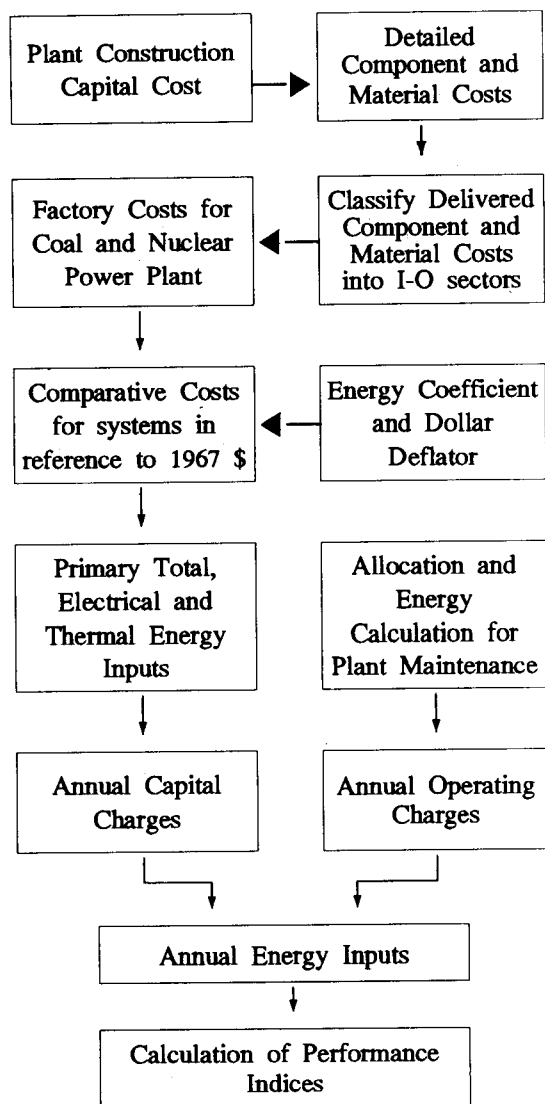 Plant Construction
Capital Cost
Detailed
Component and
Material Costs
Factory Costs for
Coal and Nuclear
Power Plant
Classify Delivered
Component and
Material Costs
into I-O sectors
Comparative Costs
for systems in
reference to 1967 $
Energy Coefficient
and Dollar
Deflator
Primary Total,
Electrical and
Thermal Energy
Inputs
Allocation and
Energy
Calculation for
Plant Maintenance
Annual Capital
Charges
Annual Operating
Charges
Annual Energy Inputs
Calculation of Performance
Indices